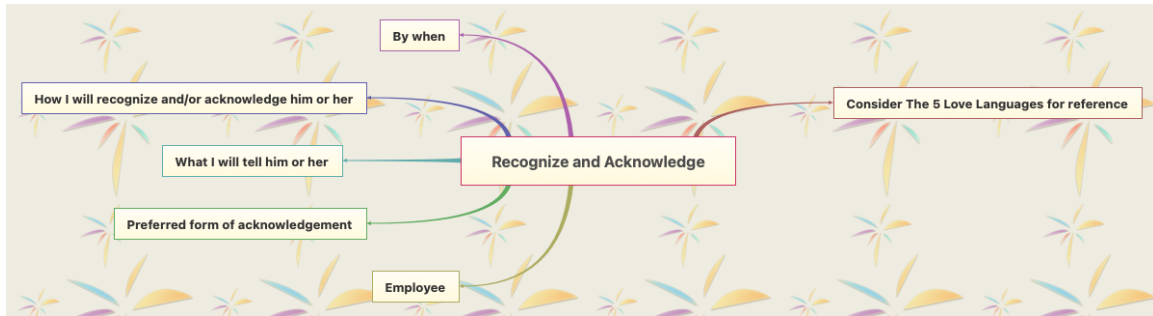 By when
How I will recognize and/or acknowledge him or her
Consider The 5 Love Languages for reference
What I will tell him or her
Recognize and Acknowledge
Preferred form of acknowledgement
Employee